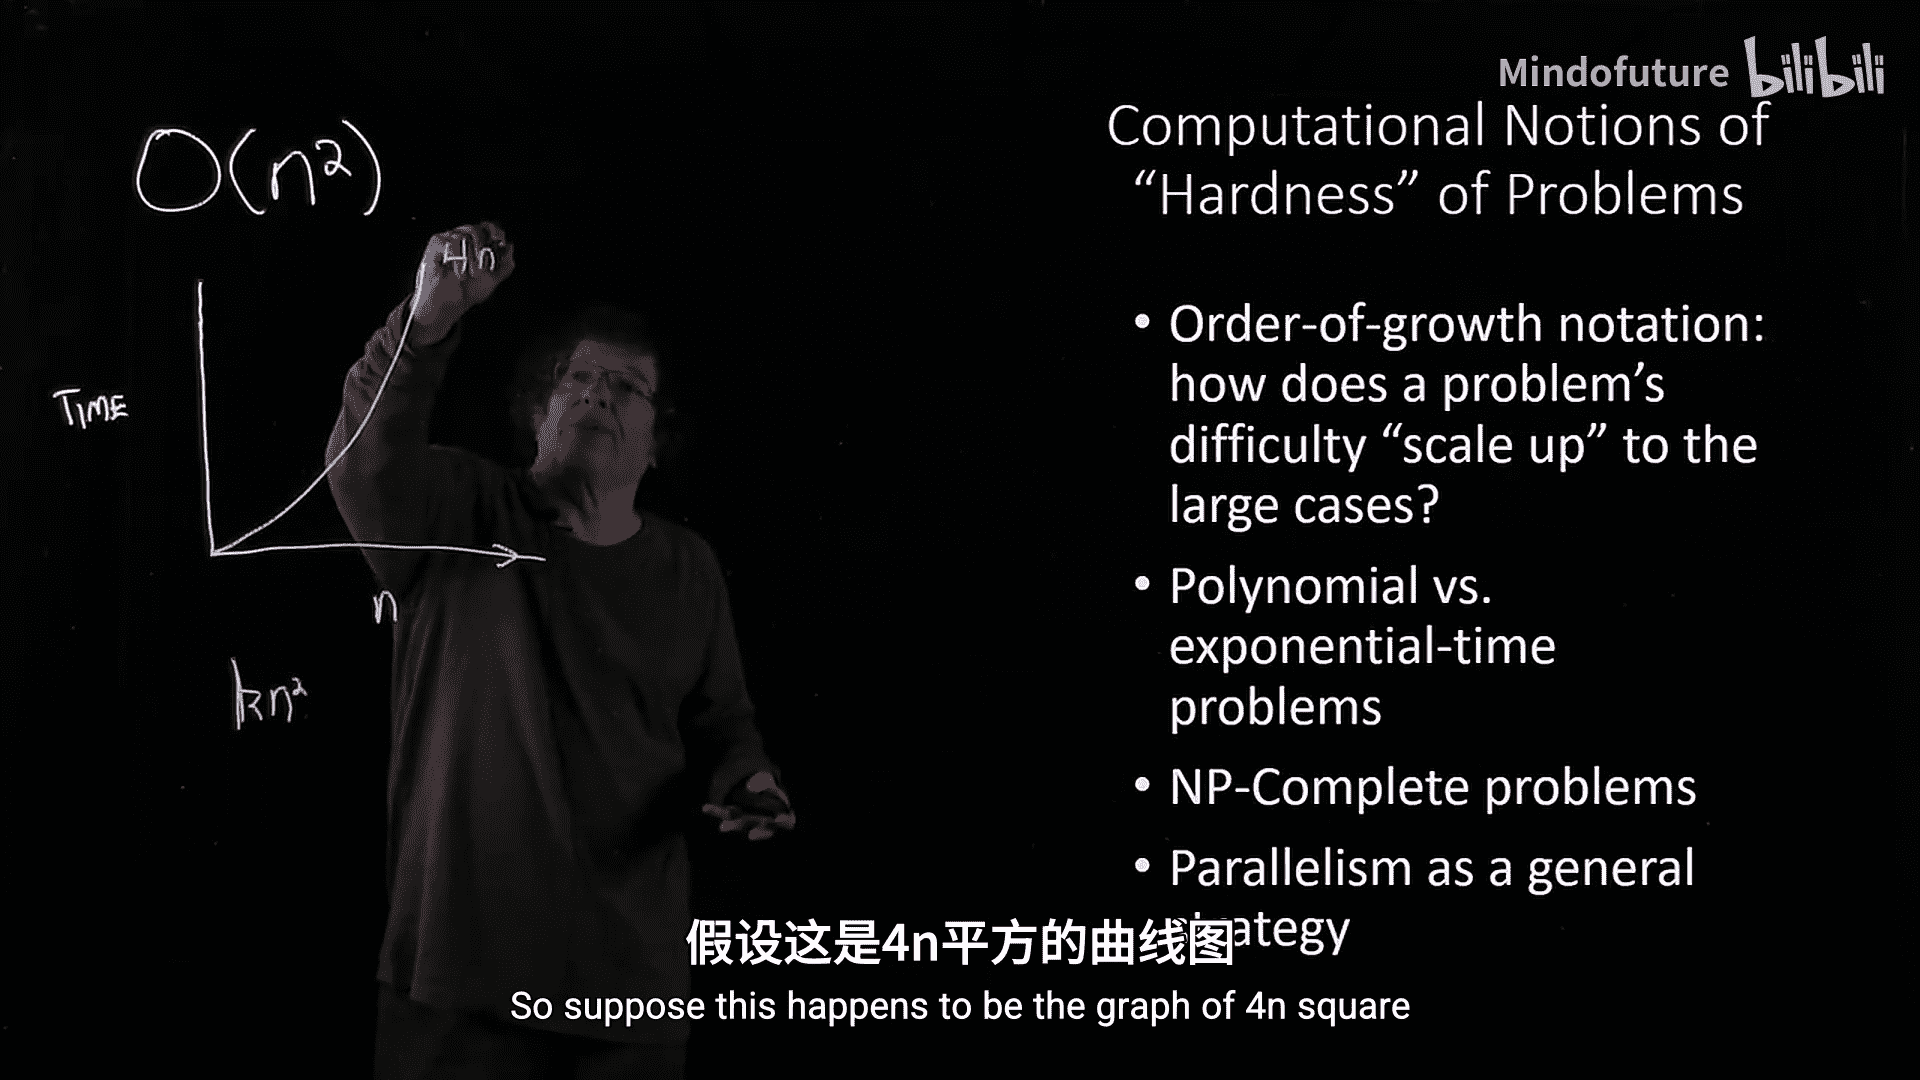 Mindofuture bilibili
O(n²)
4n
TIME
n
kn²
Computational Notions of
“Hardness” of Problems
• Order-of-growth notation:
how does a problem’s
difficulty “scale up” to the
large cases?
• Polynomial vs.
exponential-time
problems
• NP-Complete problems
• Parallelism as a general
strategy
假设这是4n平方的曲线图
So suppose this happens to be the graph of 4n square